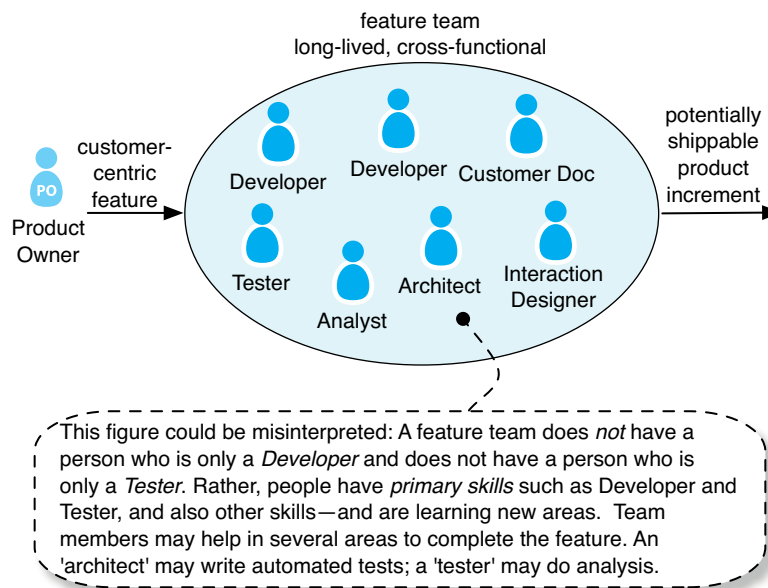 feature team
long-lived, cross-functional
customer-
centric
feature
potentially
shippable
product
increment
PO
Product
Owner
Developer
Developer
Customer Doc
Tester
Analyst
Architect
Interaction
Designer
This figure could be misinterpreted: A feature team does not have a
person who is only a Developer and does not have a person who is
only a Tester. Rather, people have primary skills such as Developer and
Tester, and also other skills—and are learning new areas.  Team
members may help in several areas to complete the feature. An
'architect' may write automated tests; a 'tester' may do analysis.